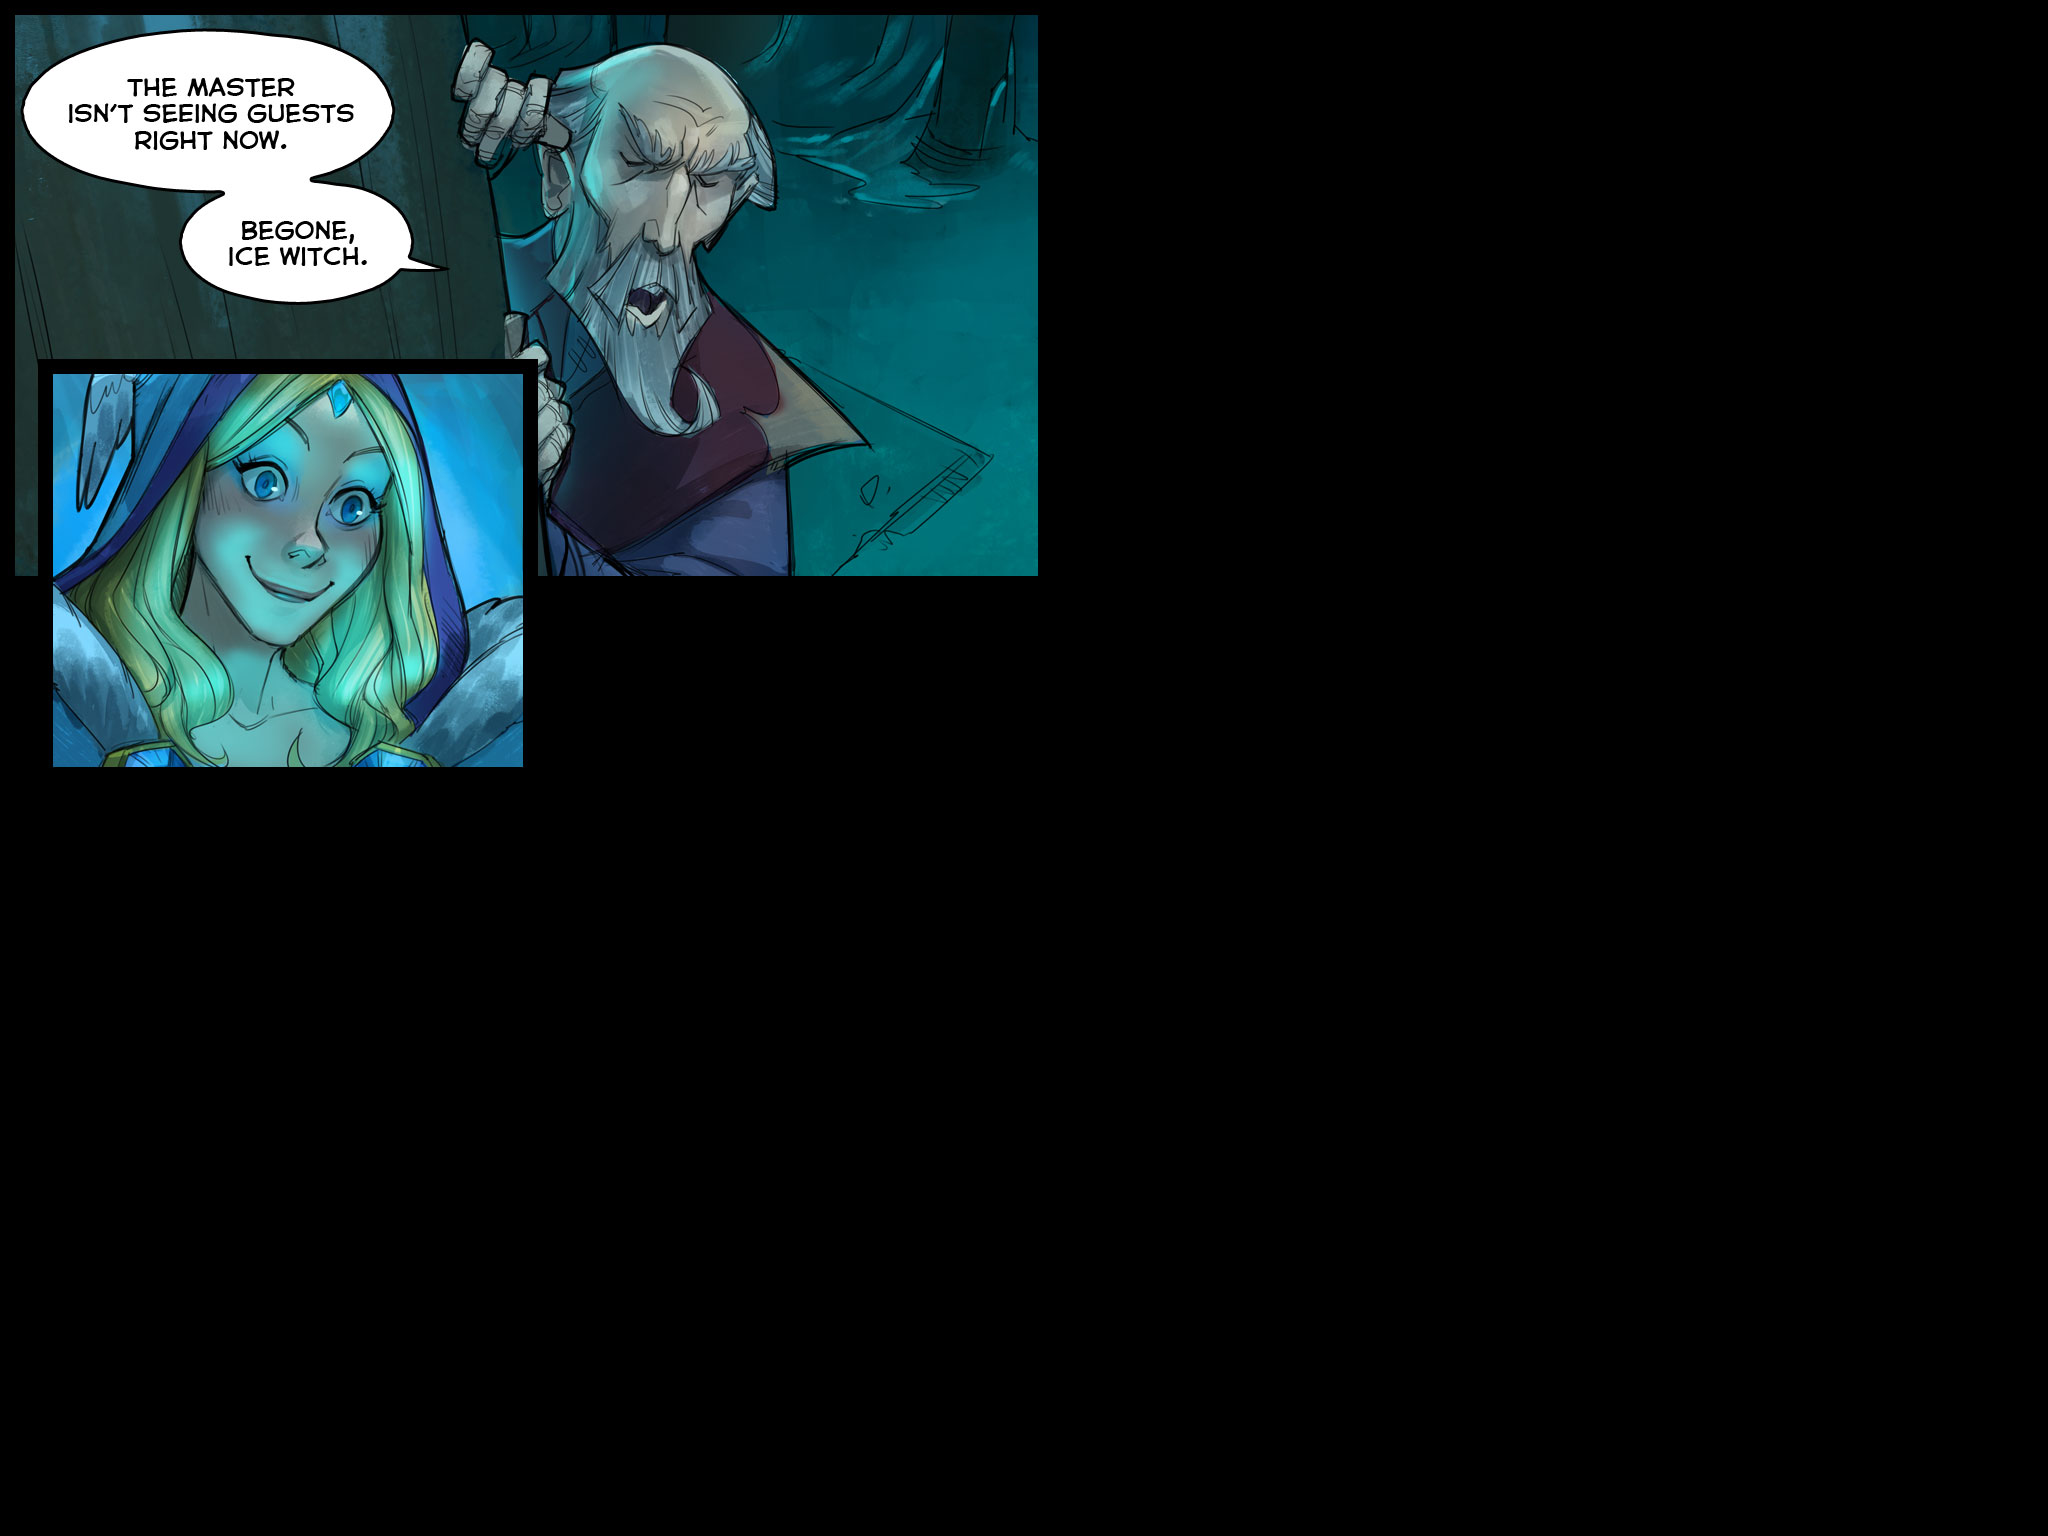 THE MASTER
ISN'T SEEING GUESTS
RIGHT NOW.
BEGONE,
ICE WITCH.